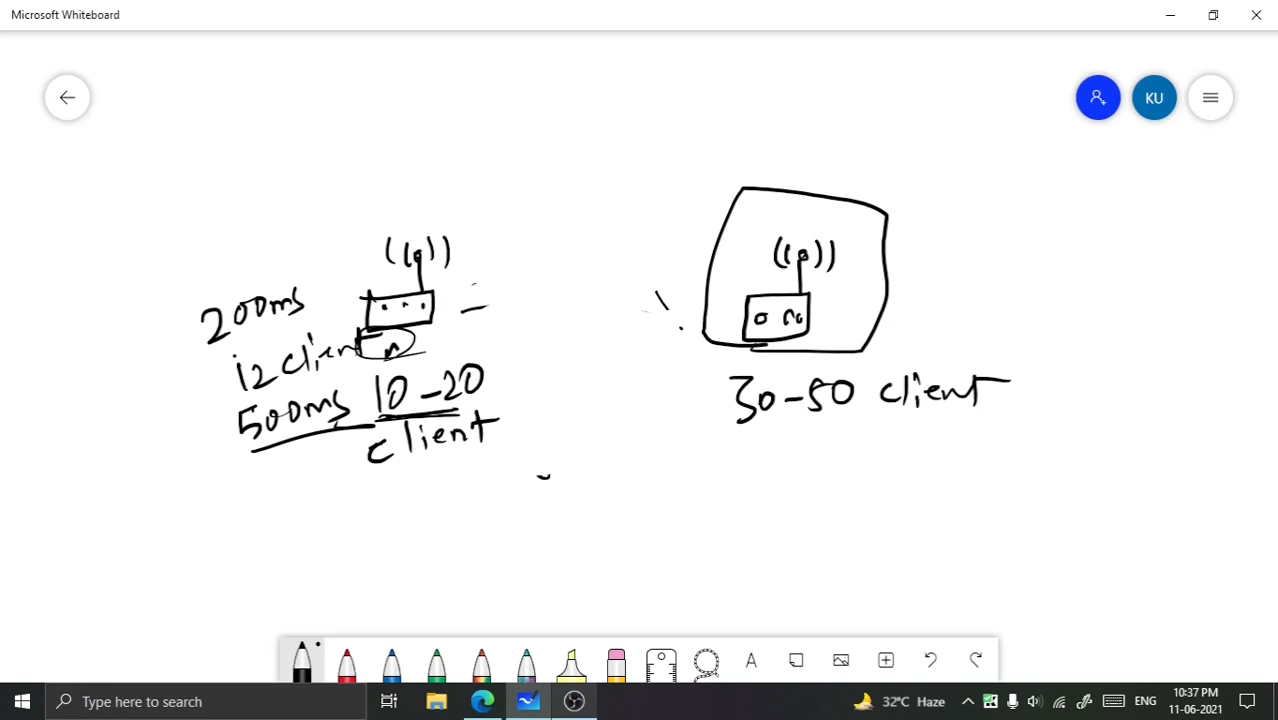 Microsoft Whiteboard
KU
200ms
12 client
n
500ms
10-20
client
30-50 client
A
Type here to search
32°C Haze
ENG
10:37 PM
11-06-2021